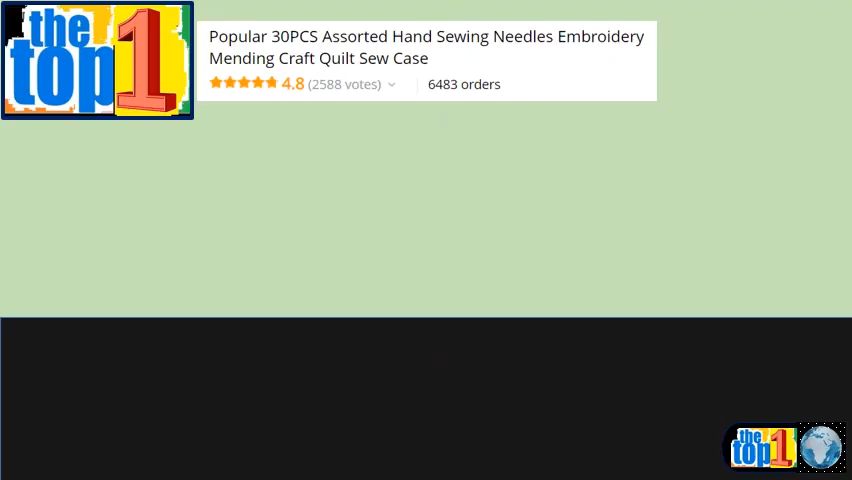 the
top 1
Popular 30PCS Assorted Hand Sewing Needles Embroidery
Mending Craft Quilt Sew Case
4.8 (2588 votes) 6483 orders
the
top 1